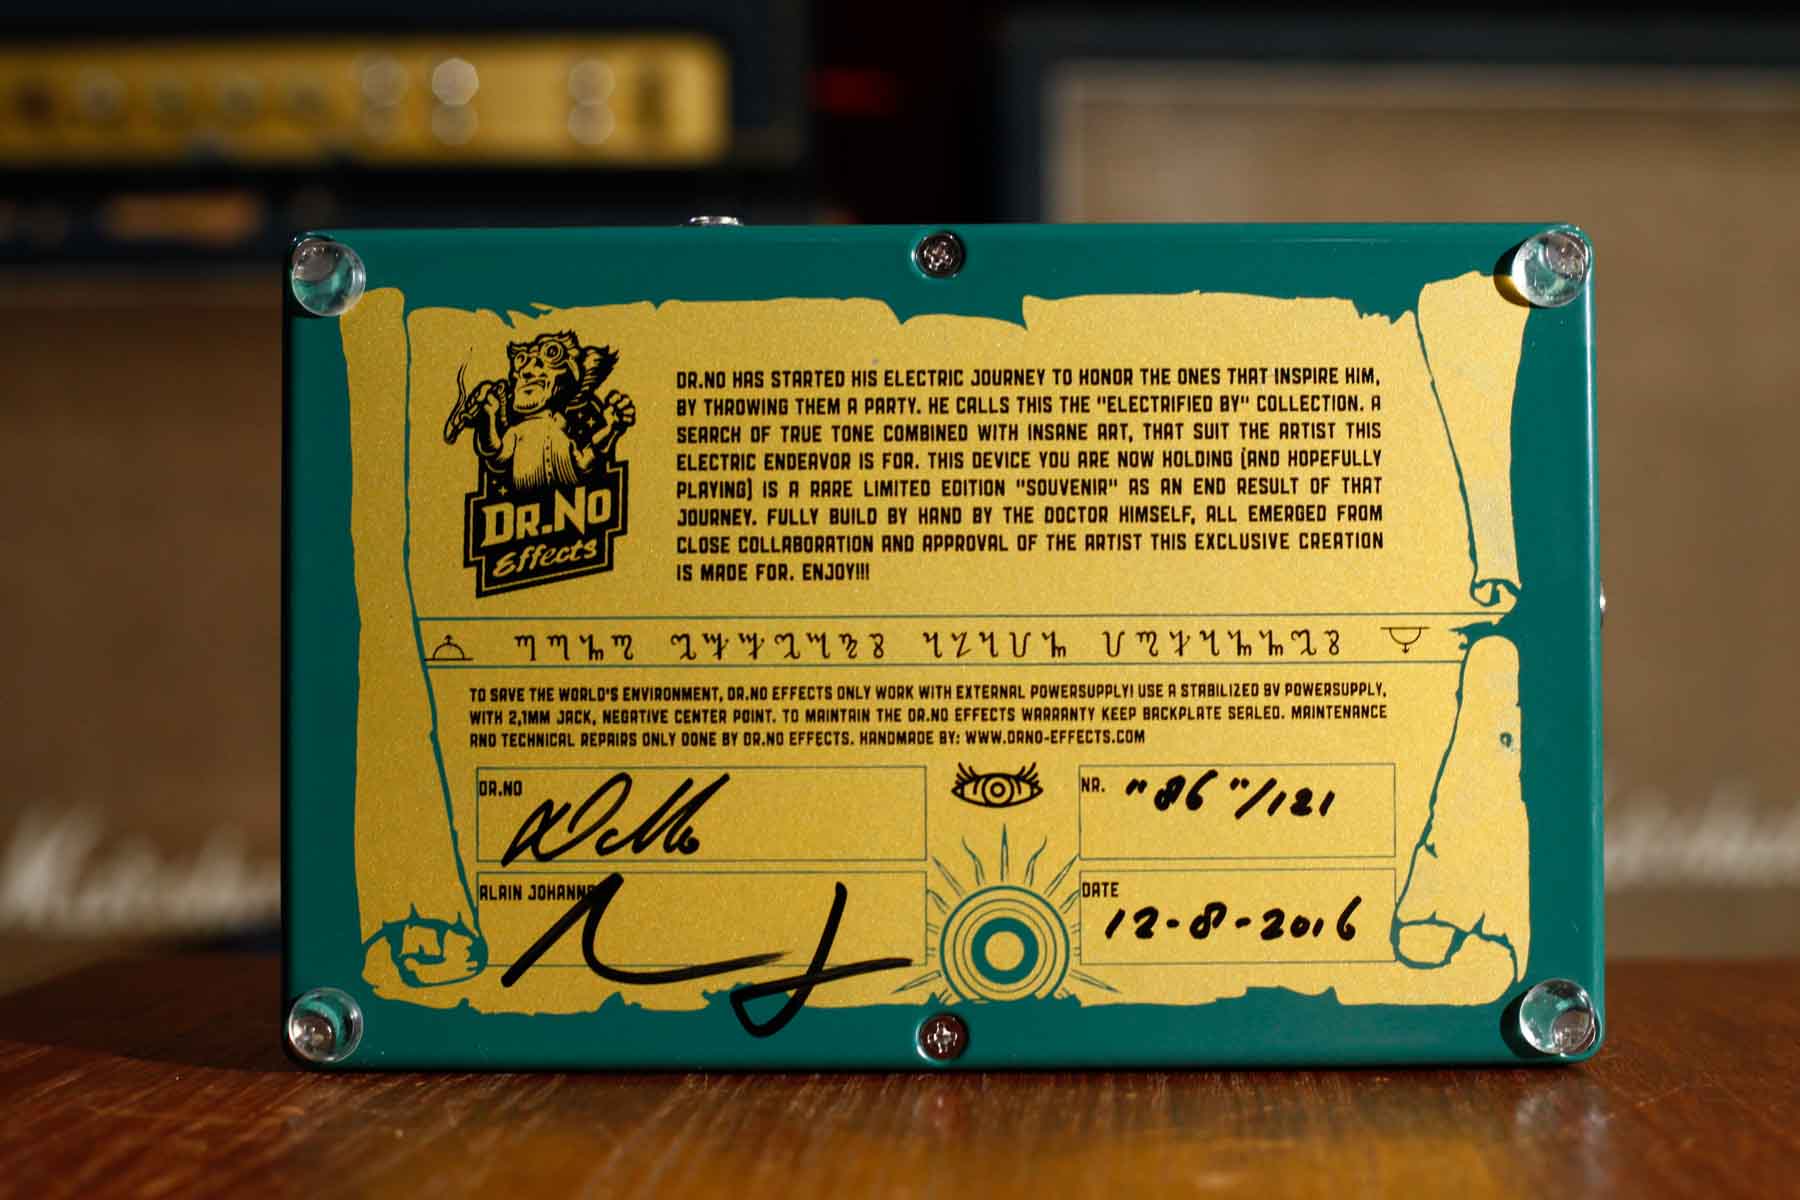 DR.NO HAS STARTED HIS ELECTRIC JOURNEY TO HONOR THE ONES THAT INSPIRE HIM,
BY THROWING THEM A PARTY. HE CALLS THIS THE "ELECTRIFIED BY" COLLECTION. A
SEARCH OF TRUE TONE COMBINED WITH INSANE ART, THAT SUIT THE ARTIST THIS
ELECTRIC ENDEAVOR IS FOR. THIS DEVICE YOU ARE NOW HOLDING (AND HOPEFULLY
PLAYING) IS A RARE LIMITED EDITION "SOUVENIR" AS AN END RESULT OF THAT
JOURNEY. FULLY BUILD BY HAND BY THE DOCTOR HIMSELF, ALL EMERGED FROM
CLOSE COLLABORATION AND APPROVAL OF THE ARTIST THIS EXCLUSIVE CREATION
IS MADE FOR. ENJOY!!!
DR.NO
Effects
TO SAVE THE WORLD'S ENVIRONMENT, DR.NO EFFECTS ONLY WORK WITH EXTERNAL POWERSUPPLY! USE A STABILIZED 9V POWERSUPPLY,
WITH 2,1MM JACK, NEGATIVE CENTER POINT. TO MAINTAIN THE DR.NO EFFECTS WARRANTY KEEP BACKPLATE SEALED. MAINTENANCE
AND TECHNICAL REPAIRS ONLY DONE BY DR.NO EFFECTS. HANDMADE BY: WWW.DRNO-EFFECTS.COM
DR.NO
NR. "86"/121
ALAIN
DATE
12-8-2016